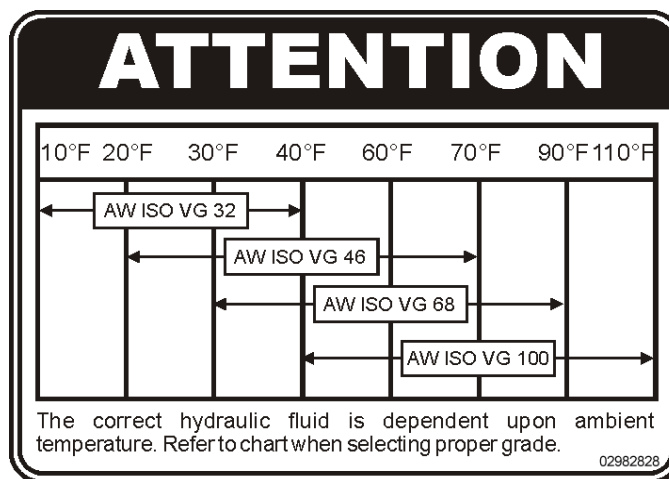 ATTENTION
10°F 20°F 30°F 40°F 60°F 70°F 90°F 110°F
AW ISO VG 32
AW ISO VG 46
AW ISO VG 68
AW ISO VG 100
The correct hydraulic fluid is dependent upon ambient
temperature. Refer to chart when selecting proper grade.
02982828